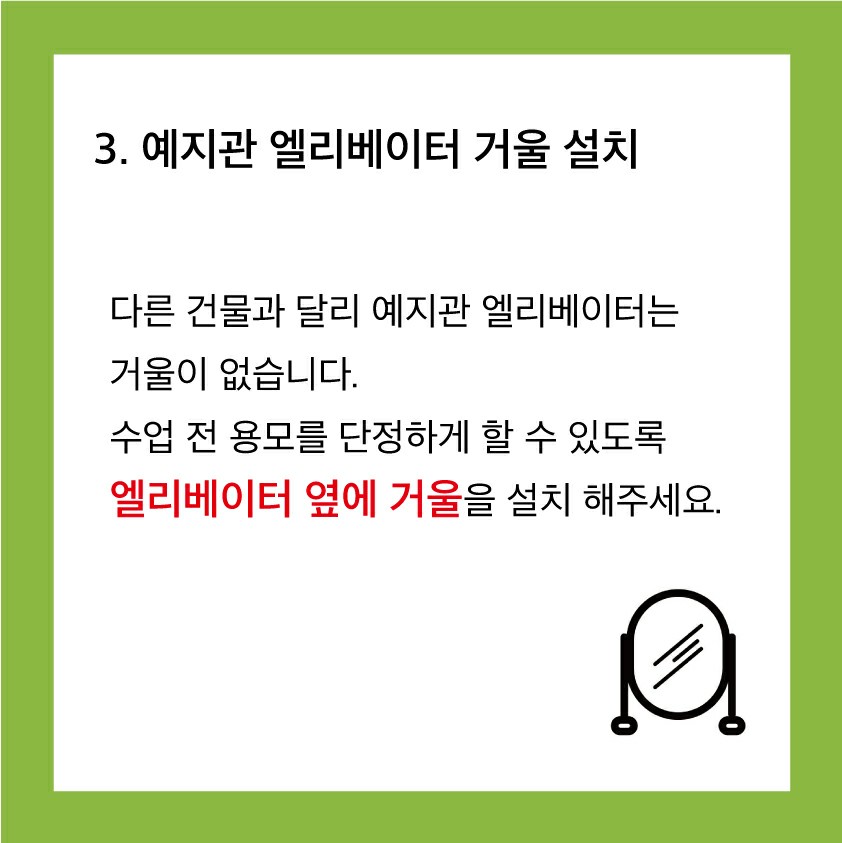 3. 예지관 엘리베이터 거울 설치
다른 건물과 달리 예지관 엘리베이터는
거울이 없습니다.
수업 전 용모를 단정하게 할 수 있도록
엘리베이터 옆에 거울을 설치 해주세요.